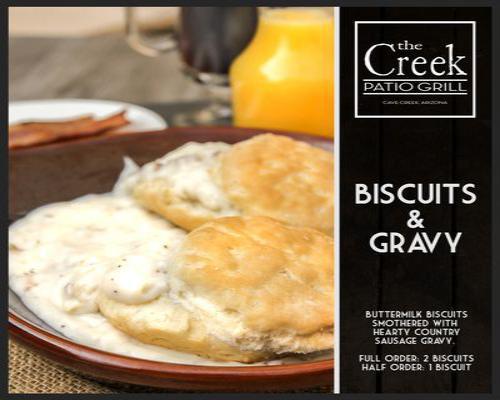 the
Creek
PATIO GRILL
CAVE CREEK, ARIZONA
BISCUITS
&
GRAVY
BUTTERMILK BISCUITS
SMOTHERED WITH
HEARTY COUNTRY
SAUSAGE GRAVY.
FULL ORDER: 2 BISCUITS
HALF ORDER: 1 BISCUIT